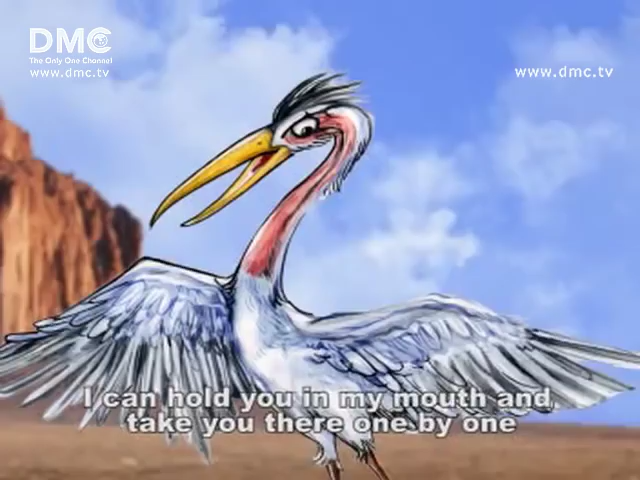 DMC
The Only One Channel
www.dmc.tv
www.dmc.tv
I can hold you in my mouth and
take you there one by one